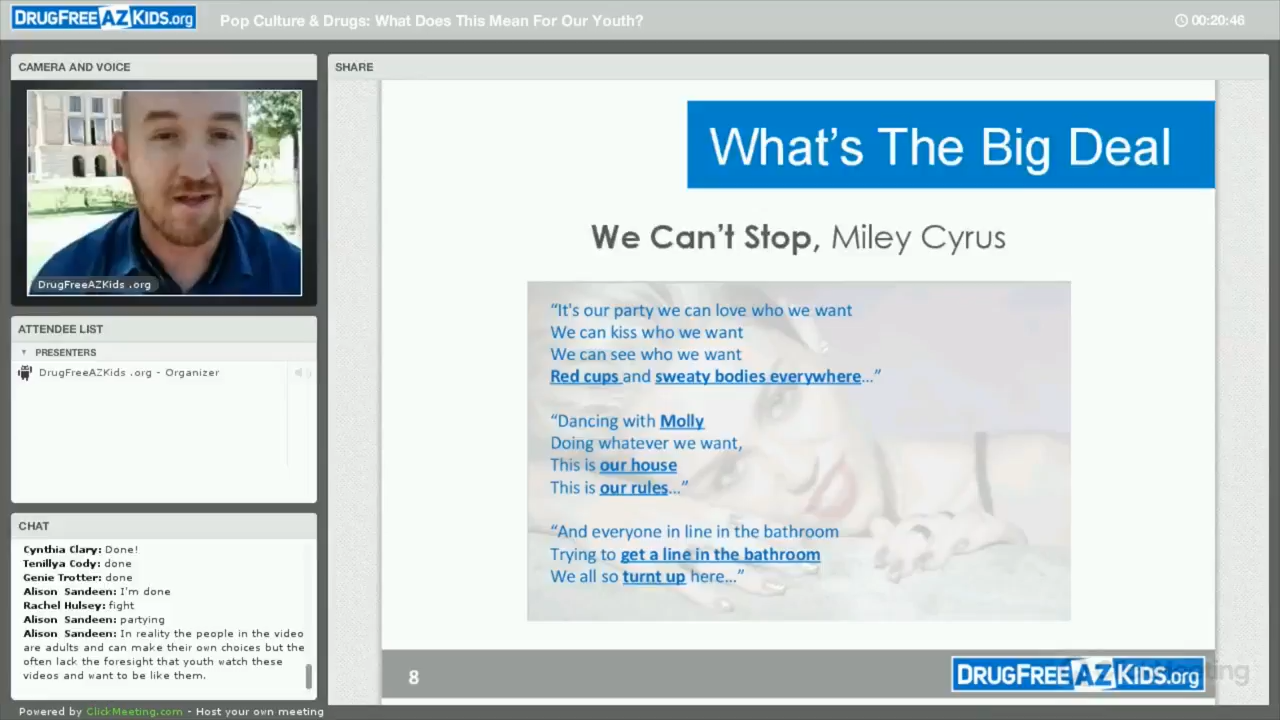 DRUGFREEAZKIDS.org
Pop Culture & Drugs: What Does This Mean For Our Youth?
00:20:46
CAMERA AND VOICE
DrugFreeAZKids .org
ATTENDEE LIST
PRESENTERS
DrugFreeAZKids .org - Organizer
CHAT
Cynthia Clary: Done!
Tenillya Cody: done
Genie Trotter: done
Alison Sandeen: I'm done
Rachel Hulsey: fight
Alison Sandeen: partying
Alison Sandeen: In reality the people in the video
are adults and can make their own choices but the
often lack the foresight that youth watch these
videos and want to be like them.
SHARE
What's The Big Deal
We Can't Stop, Miley Cyrus
“It's our party we can love who we want
We can kiss who we want
We can see who we want
Red cups and sweaty bodies everywhere…”
“Dancing with Molly
Doing whatever we want,
This is our house
This is our rules…”
“And everyone in line in the bathroom
Trying to get a line in the bathroom
We all so turnt up here…”
8
DRUGFREEAZKIDS.org
Powered by ClickMeeting.com - Host your own meeting